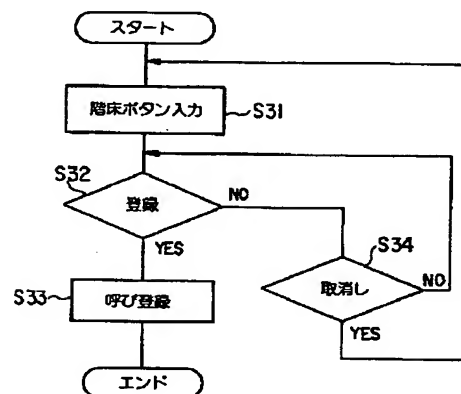 スタート
階床ボタン入力
S31
S32
登録
NO
YES
S34
取消し
NO
YES
S33
呼び登録
エンド